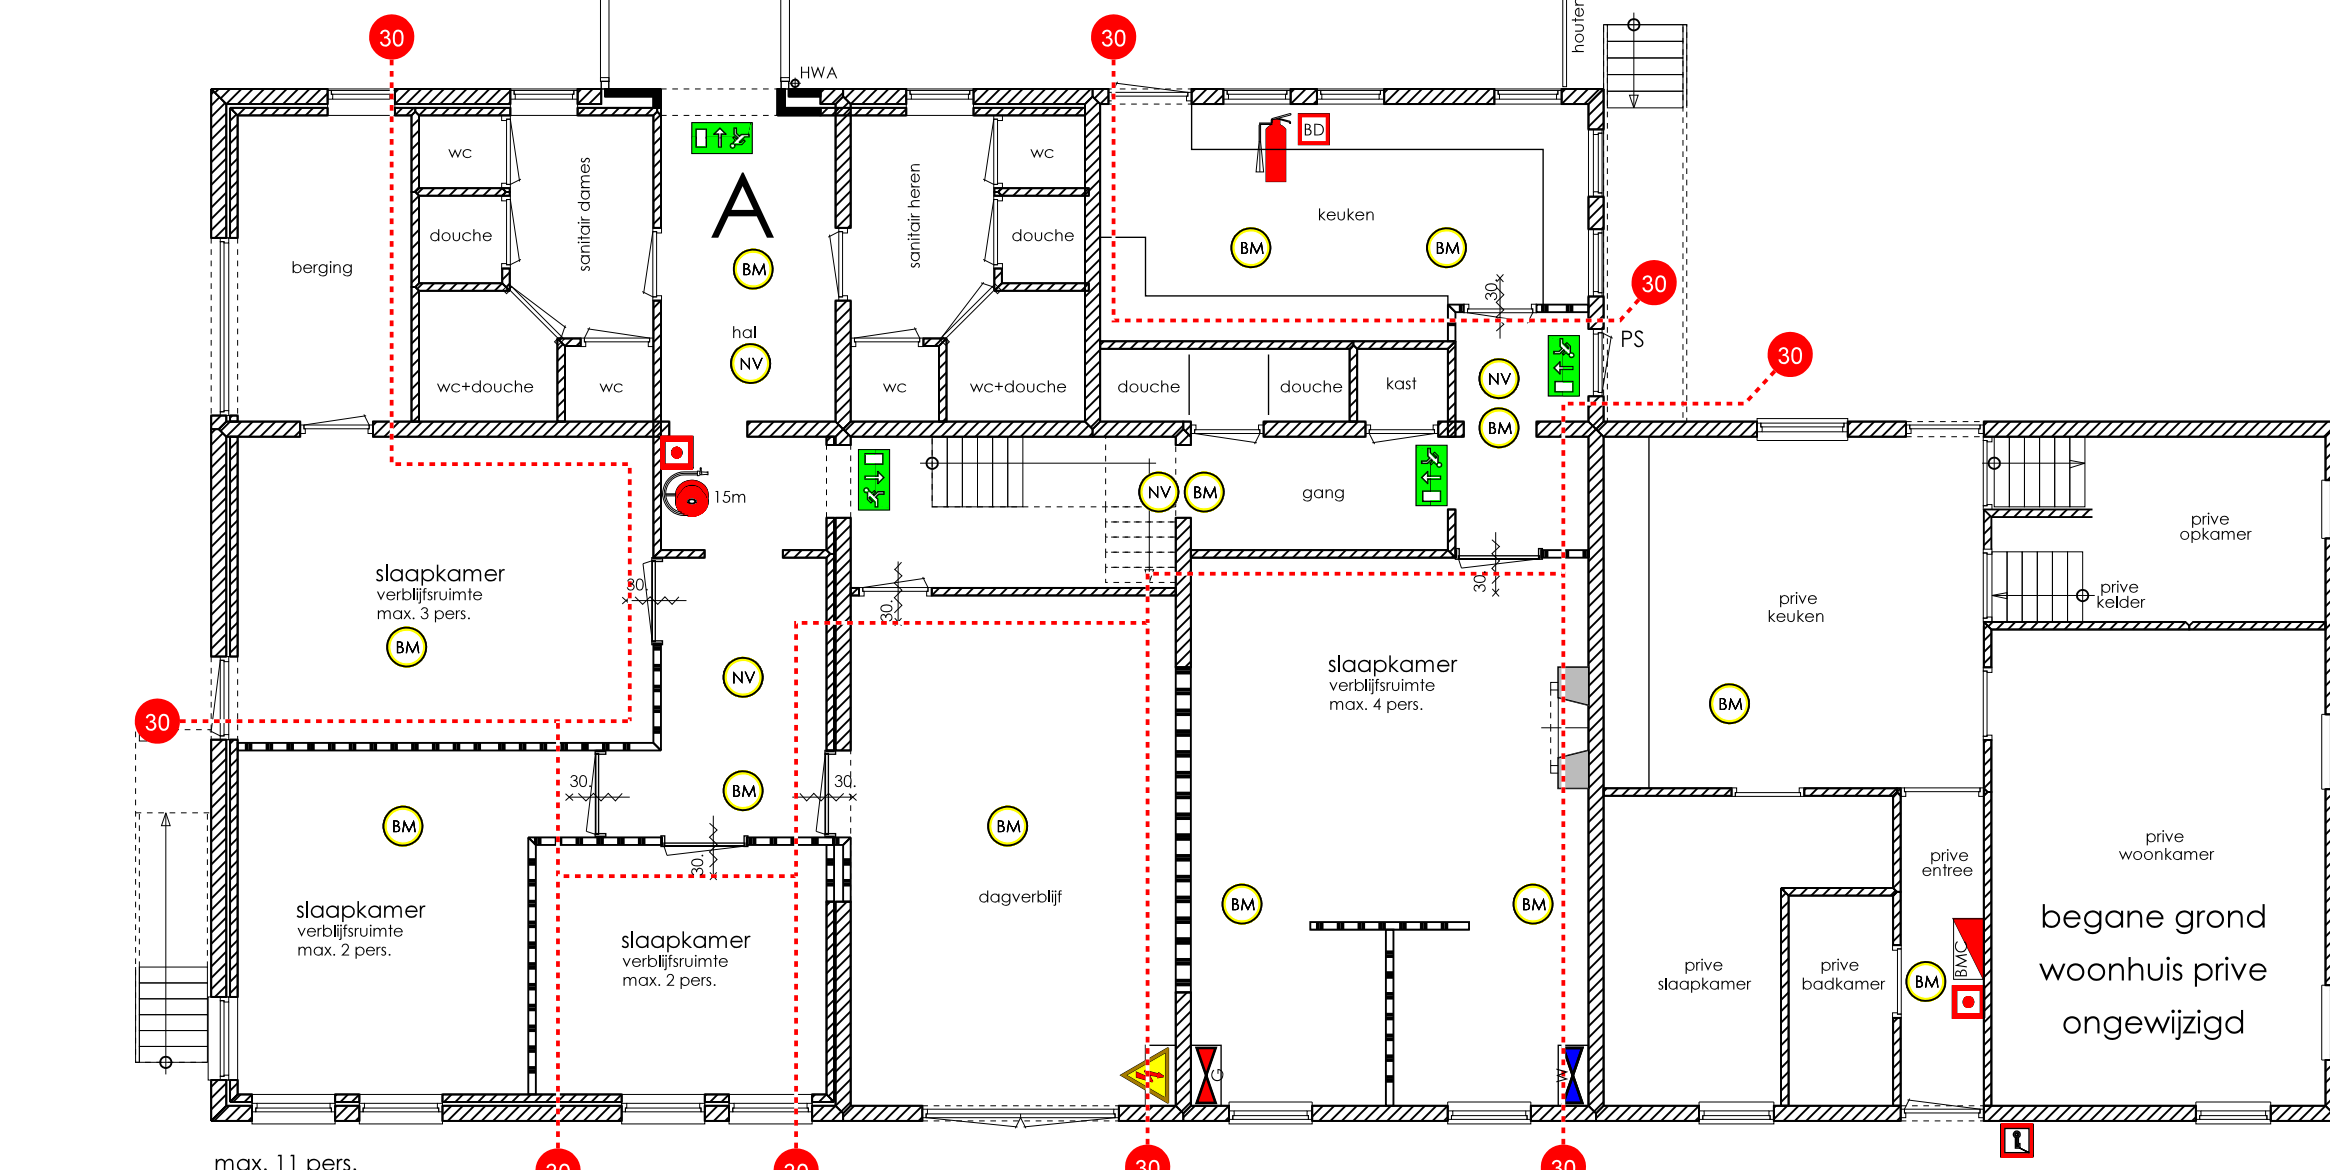 30
30
houten
HWA
BD
wc
wc
A
sanitair dames
sanitair heren
keuken
douche
douche
BM
BM
BM
berging
30
30.
hal
PS
NV
30
NV
wc+douche
wc
wc
wc+douche
douche
douche
kast
BM
15m
NV
BM
gang
prive
opkamer
slaapkamer
verblijfsruimte
max. 3 pers.
30.
30.
30.
prive
kelder
prive
keuken
BM
NV
slaapkamer
verblijfsruimte
max. 4 pers.
BM
30
30.
30.
BM
BM
BM
30.
prive
woonkamer
prive
entree
dagverblijf
BM
BM
slaapkamer
verblijfsruimte
max. 2 pers.
slaapkamer
verblijfsruimte
max. 2 pers.
begane grond
woonhuis prive
ongewijzigd
BMC
BM
prive
slaapkamer
prive
badkamer
G
W
max. 11 pers.
30
30
30
30